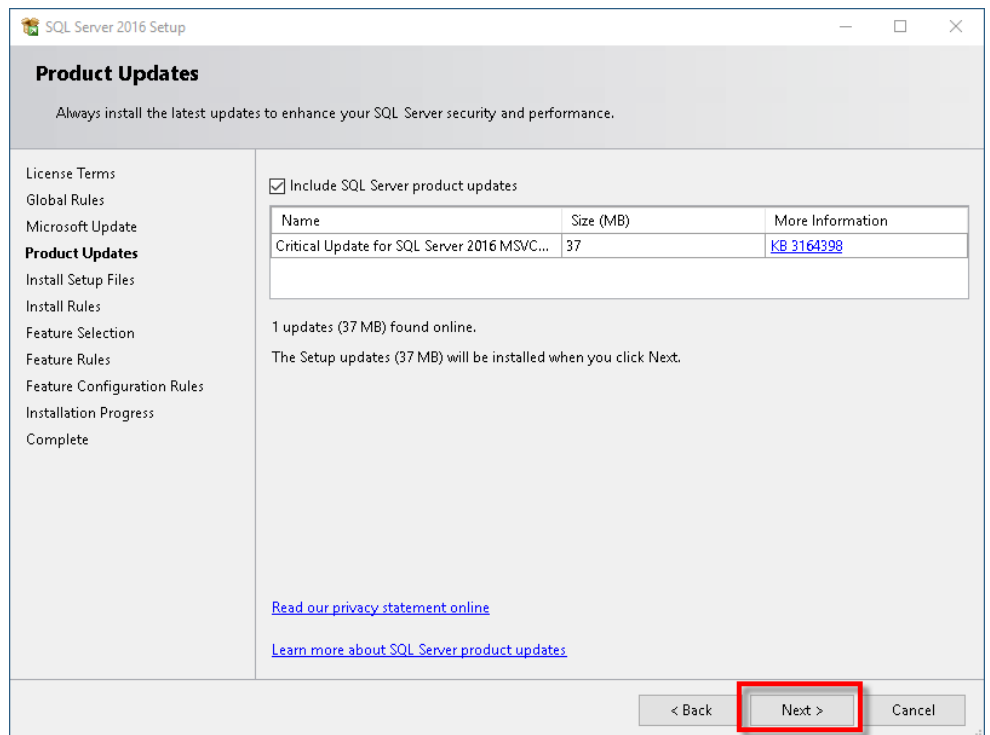 SQL Server 2016 Setup
Product Updates
Always install the latest updates to enhance your SQL Server security and performance.
License Terms
Global Rules
Microsoft Update
Product Updates
Install Setup Files
Install Rules
Feature Selection
Feature Rules
Feature Configuration Rules
Installation Progress
Complete
Include SQL Server product updates
Name Size (MB) More Information
Critical Update for SQL Server 2016 MSVC... 37 KB 3164398
1 updates (37 MB) found online.
The Setup updates (37 MB) will be installed when you click Next.
Read our privacy statement online
Learn more about SQL Server product updates
< Back Next > Cancel